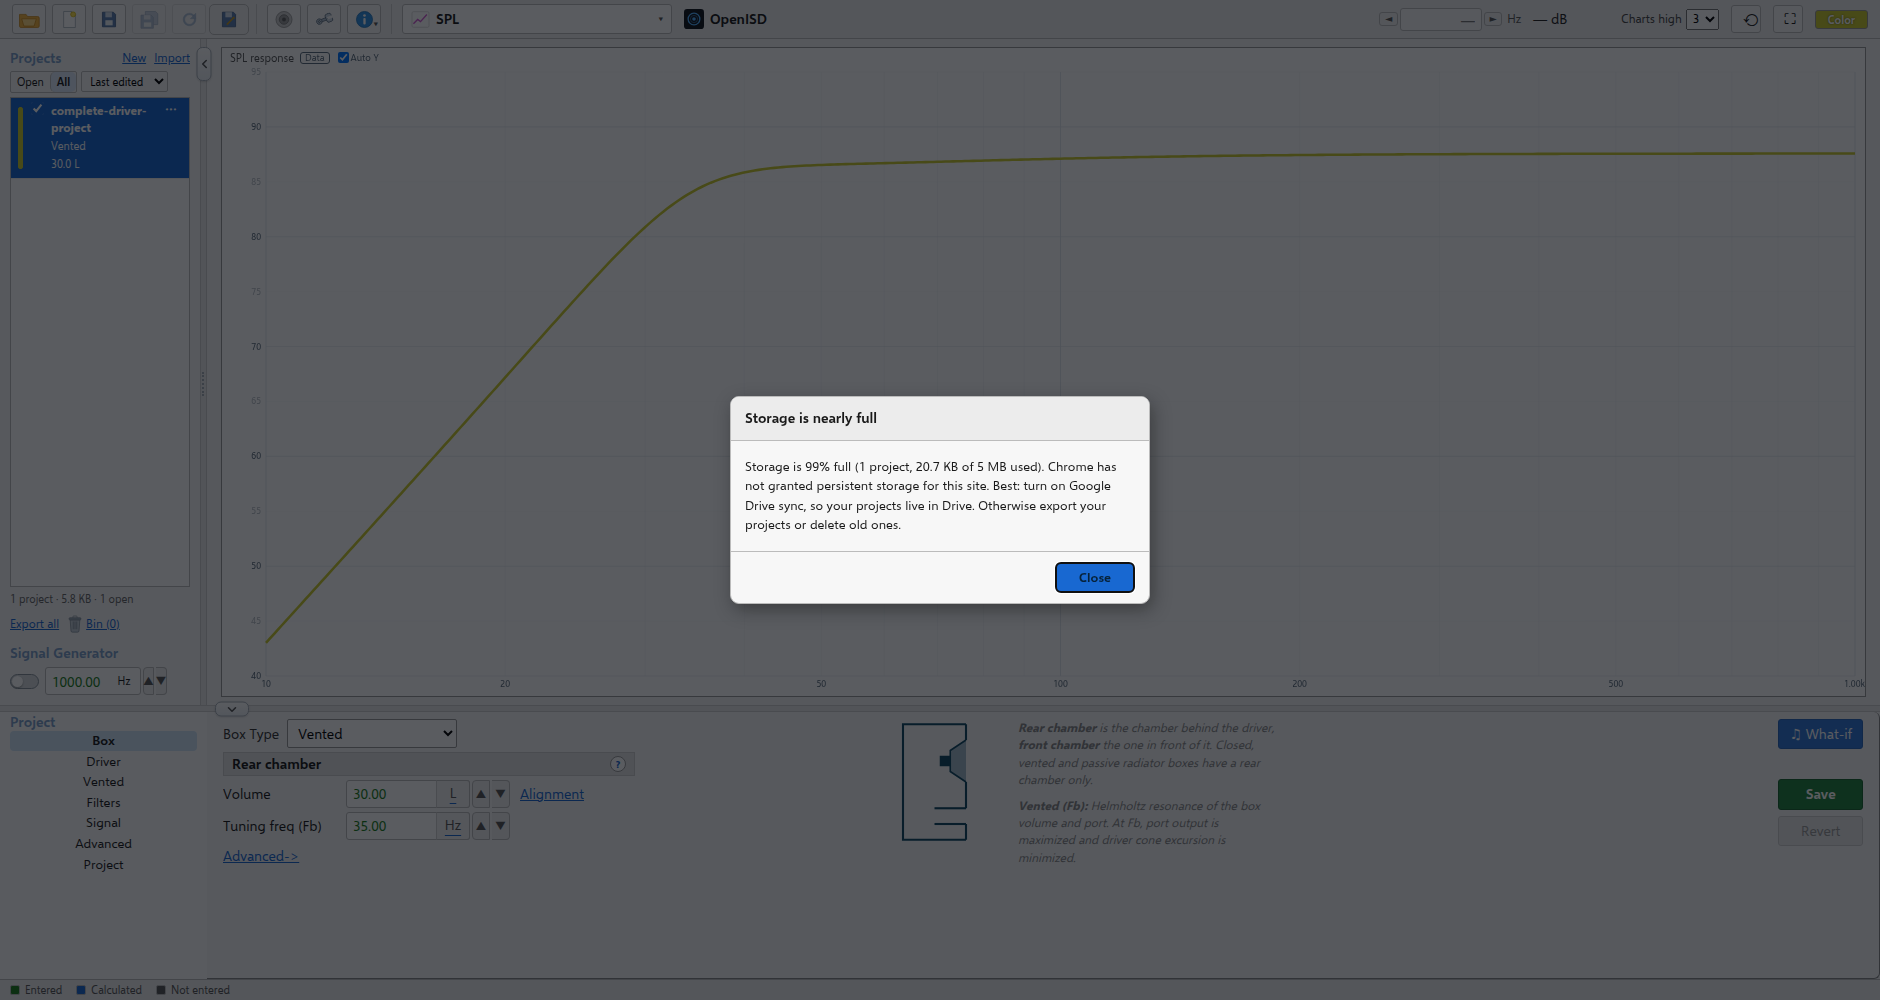 SPL
OpenISD
— Hz — dB
Charts high 3
Color
Projects New Import
Open All Last edited
complete-driver-
project
Vented
30.0 L
1 project · 5.8 KB · 1 open
Export all Bin (0)
Signal Generator
1000.00 Hz
SPL response Data Auto Y
95
90
85
80
75
70
65
60
55
50
45
40
10 20 50 100 200 500 1.00k
Storage is nearly full
Storage is 99% full (1 project, 20.7 KB of 5 MB used). Chrome has
not granted persistent storage for this site. Best: turn on Google
Drive sync, so your projects live in Drive. Otherwise export your
projects or delete old ones.
Close
Project
Box
Driver
Vented
Filters
Signal
Advanced
Project
Box Type Vented
Rear chamber ?
Volume 30.00 L Alignment
Tuning freq (Fb) 35.00 Hz
Advanced->
Rear chamber is the chamber behind the driver,
front chamber the one in front of it. Closed,
vented and passive radiator boxes have a rear
chamber only.
Vented (Fb): Helmholtz resonance of the box
volume and port. At Fb, port output is
maximized and driver cone excursion is
minimized.
♫ What-if
Save
Revert
Entered Calculated Not entered